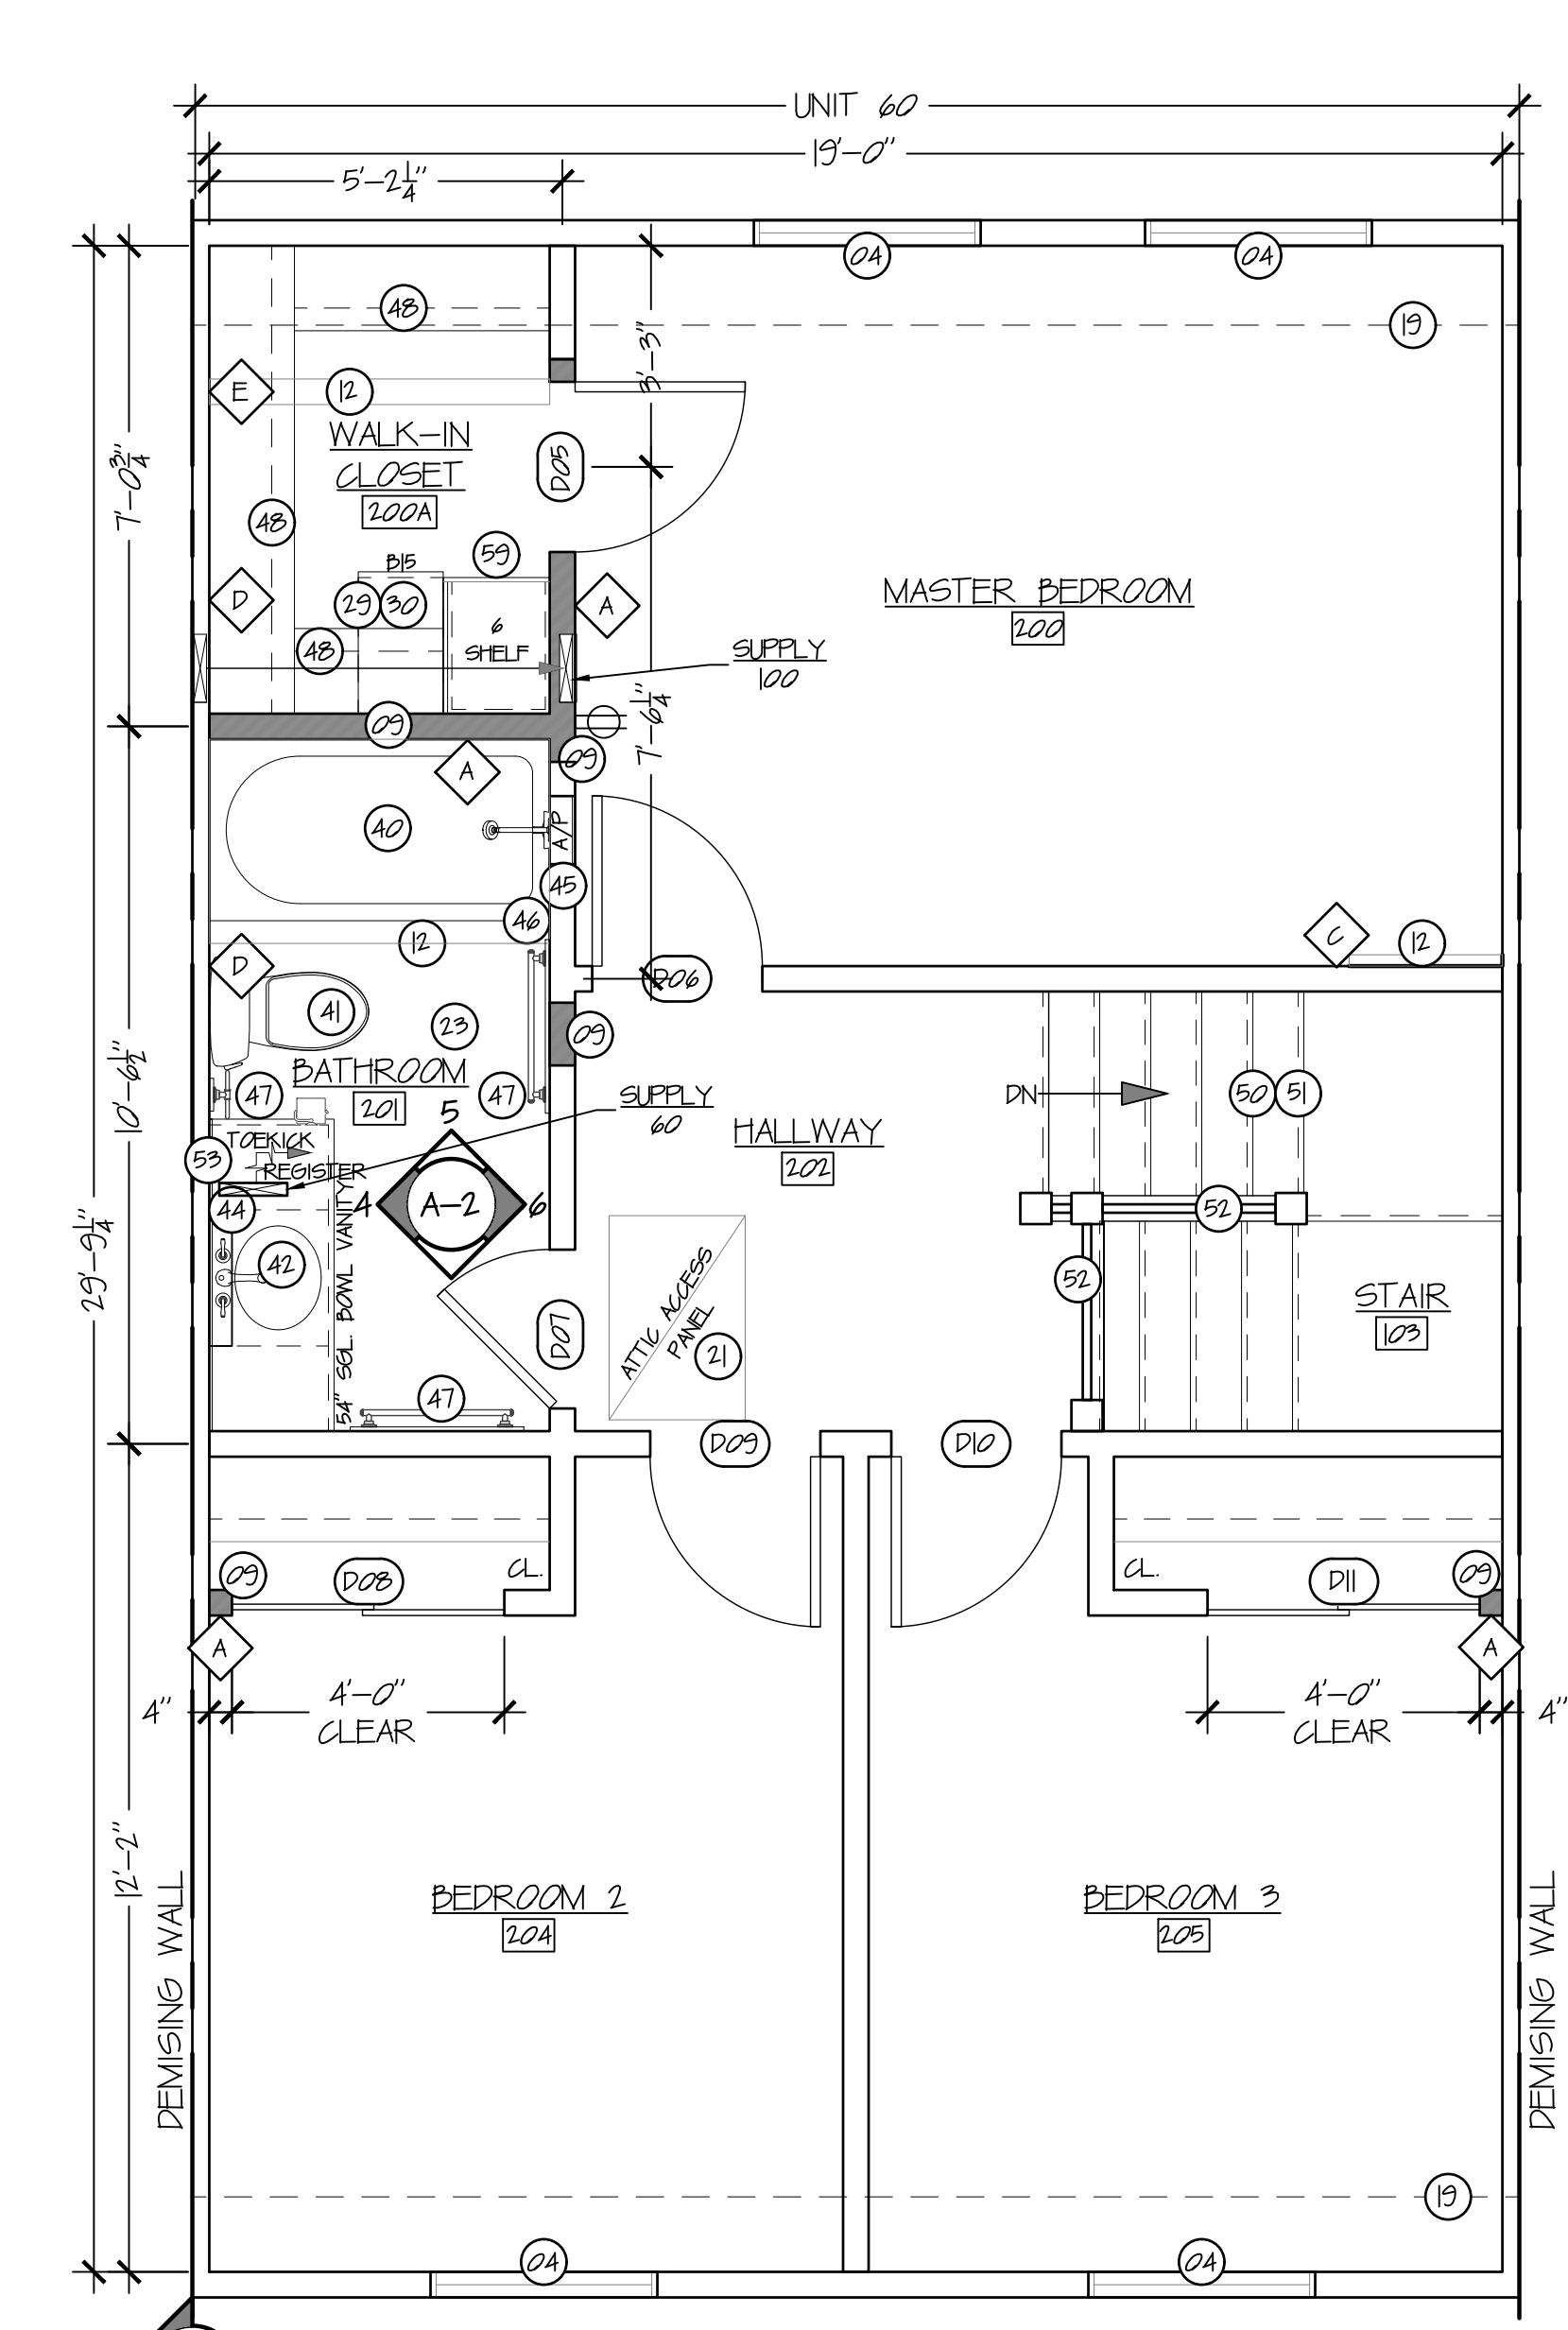 UNIT 60
19'-0"
5'-2 1/4"
04
04
48
19
3'-3"
E
12
WALK-IN
CLOSET
200A
D05
7'-0 3/4"
48
59
B15
D
29
30
A
MASTER BEDROOM
200
6
SHELF
48
SUPPLY
100
09
7'-6 1/4"
09
A
40
A/P
45
46
12
D
C
12
D06
41
23
09
BATHROOM
201
47
47
SUPPLY
60
DN
50
51
5
HALLWAY
202
TOEKICK
REGISTER
53
44
4
A-2
6
52
42
54" SGL. BOWL VANITY
52
STAIR
103
ATTIC ACCESS
PANEL
21
D07
47
10'-6 1/2"
29'-9 1/4"
D09
D10
09
D08
CL.
CL.
D11
09
A
A
4"
4'-0"
CLEAR
4'-0"
CLEAR
4"
12'-2"
BEDROOM 2
204
BEDROOM 3
205
DEMISING WALL
DEMISING WALL
19
04
04